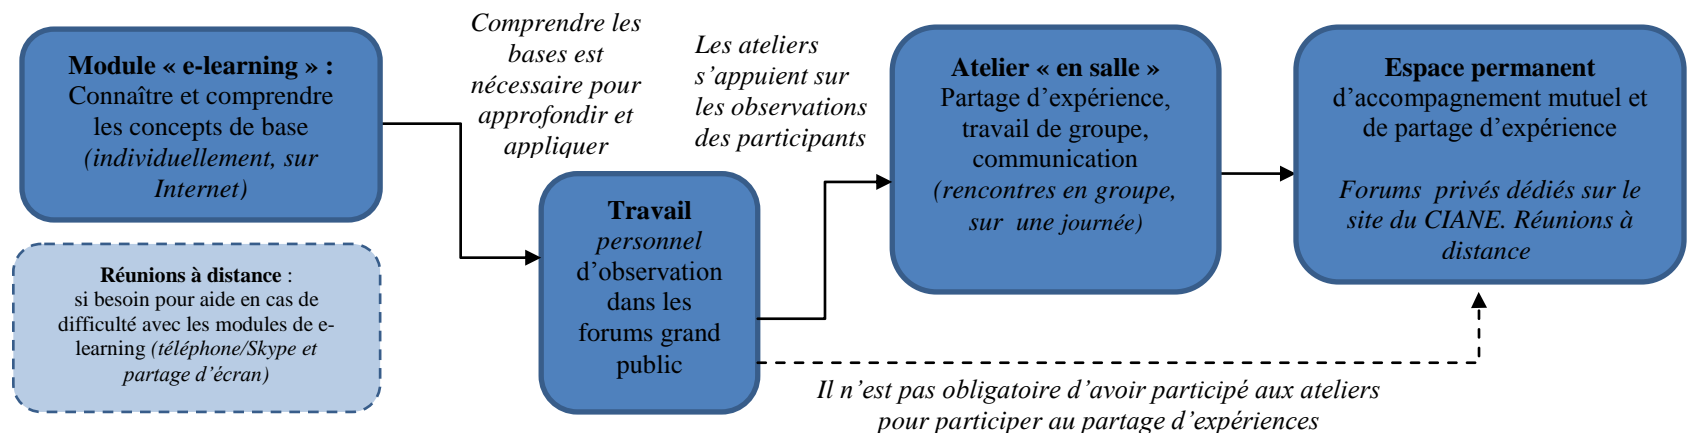 Module « e-learning » :
Connaître et comprendre
les concepts de base
(individuellement, sur
Internet)
Réunions à distance :
si besoin pour aide en cas de
difficulté avec les modules de e-
learning (téléphone/Skype et
partage d’écran)
Comprendre les
bases est
nécessaire pour
approfondir et
appliquer
Travail
personnel
d’observation
dans les
forums grand
public
Les ateliers
s’appuient sur
les observations
des participants
Atelier « en salle »
Partage d’expérience,
travail de groupe,
communication
(rencontres en groupe,
sur une journée)
Espace permanent
d’accompagnement mutuel et
de partage d’expérience
Forums privés dédiés sur le
site du CIANE. Réunions à
distance
Il n’est pas obligatoire d’avoir participé aux ateliers
pour participer au partage d’expériences